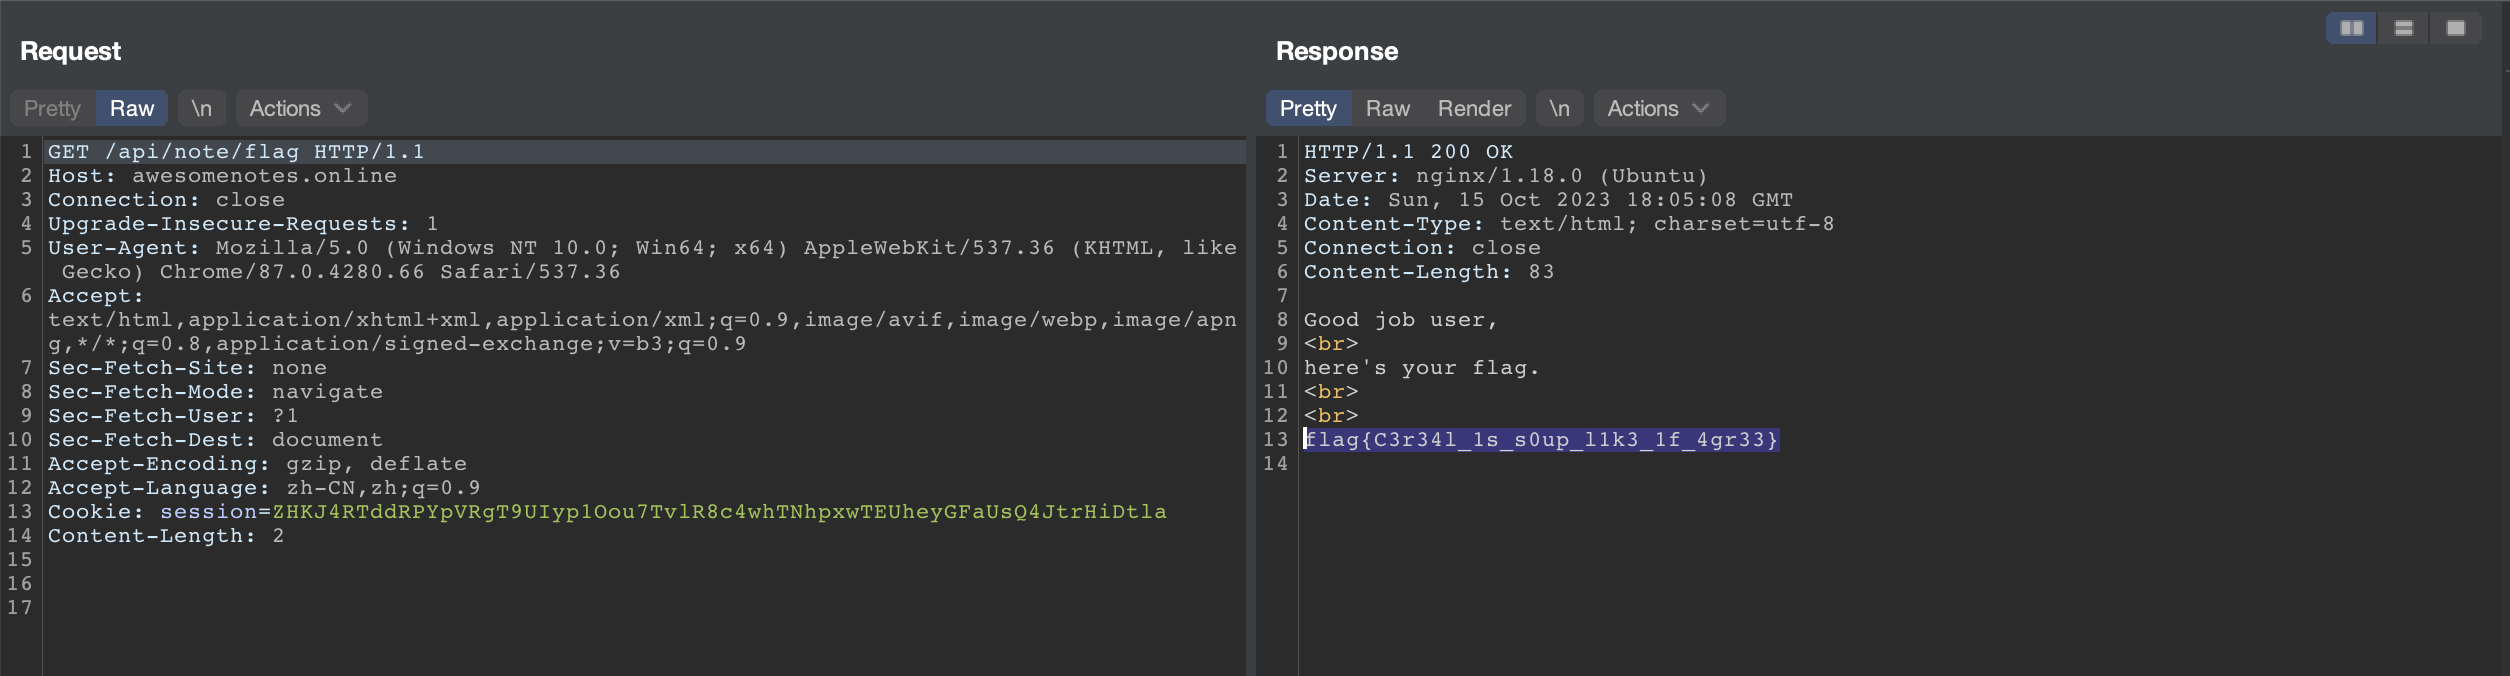 Request
Pretty Raw \n Actions
1 GET /api/note/flag HTTP/1.1
2 Host: awesomenotes.online
3 Connection: close
4 Upgrade-Insecure-Requests: 1
5 User-Agent: Mozilla/5.0 (Windows NT 10.0; Win64; x64) AppleWebKit/537.36 (KHTML, like
Gecko) Chrome/87.0.4280.66 Safari/537.36
6 Accept:
text/html,application/xhtml+xml,application/xml;q=0.9,image/avif,image/webp,image/apn
g,*/*;q=0.8,application/signed-exchange;v=b3;q=0.9
7 Sec-Fetch-Site: none
8 Sec-Fetch-Mode: navigate
9 Sec-Fetch-User: ?1
10 Sec-Fetch-Dest: document
11 Accept-Encoding: gzip, deflate
12 Accept-Language: zh-CN,zh;q=0.9
13 Cookie: session=ZHKJ4RTddRPYpVRgT9UIyp1Oou7TvlR8c4whTNhpxwTEUheyGFaUsQ4JtrHiDtla
14 Content-Length: 2
15
16
17
Response
Pretty Raw Render \n Actions
1 HTTP/1.1 200 OK
2 Server: nginx/1.18.0 (Ubuntu)
3 Date: Sun, 15 Oct 2023 18:05:08 GMT
4 Content-Type: text/html; charset=utf-8
5 Connection: close
6 Content-Length: 83
7
8 Good job user,
9 <br>
10 here's your flag.
11 <br>
12 <br>
13 flag{C3r34l_1s_s0up_l1k3_1f_4gr33}
14